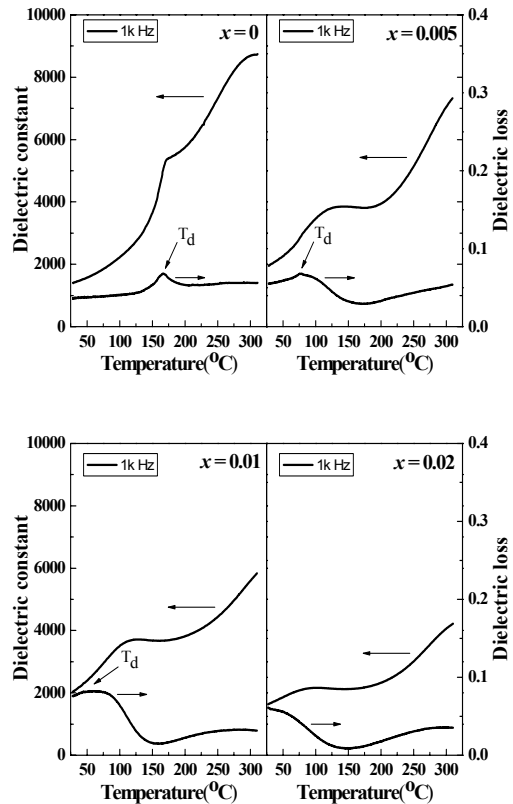 10000
8000
6000
4000
2000
0
Dielectric constant
1k Hz
x = 0
T_d
50 100 150 200 250 300
Temperature(°C)
1k Hz
x = 0.005
T_d
50 100 150 200 250 300
Temperature(°C)
0.4
0.3
0.2
0.1
0.0
Dielectric loss
10000
8000
6000
4000
2000
0
Dielectric constant
1k Hz
x = 0.01
T_d
50 100 150 200 250 300
Temperature(°C)
1k Hz
x = 0.02
50 100 150 200 250 300
Temperature(°C)
0.4
0.3
0.2
0.1
0.0
Dielectric loss